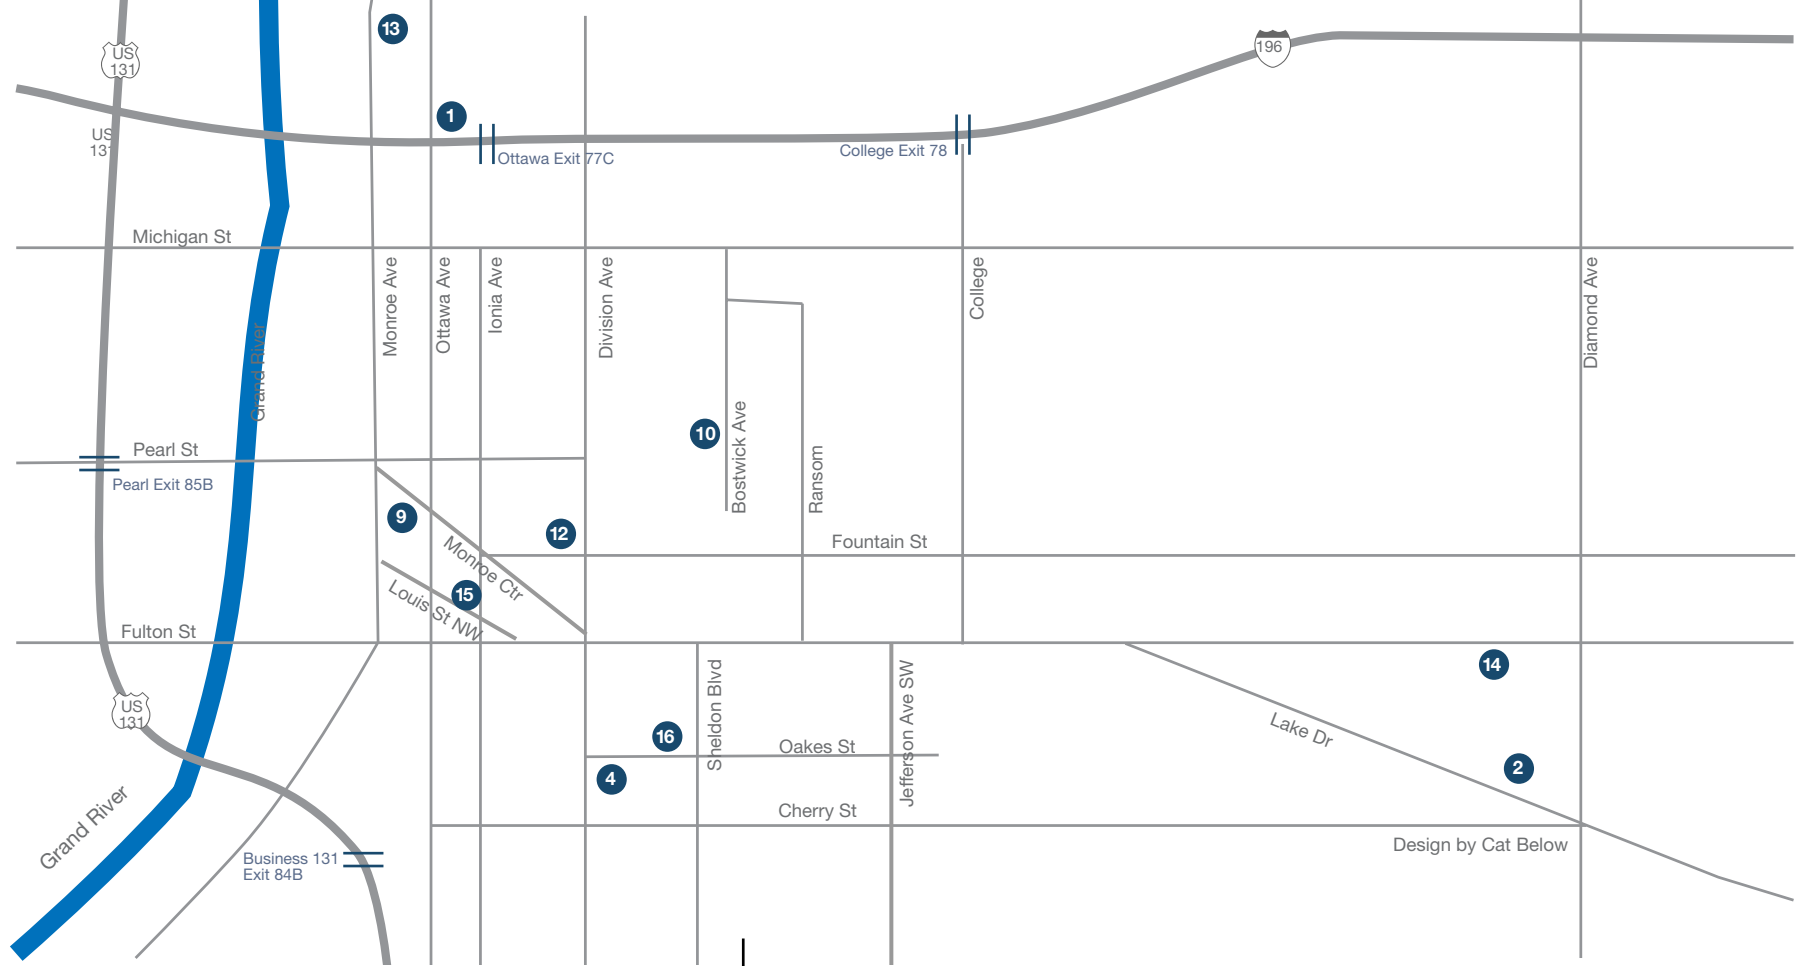 13
US
131
196
1
US
131
Ottawa Exit 77C
College Exit 78
Michigan St
Monroe Ave
Ottawa Ave
Ionia Ave
Division Ave
College
Diamond Ave
Grand River
Bostwick Ave
10
Ransom
Pearl St
Pearl Exit 85B
9
12
Monroe Ctr
Fountain St
15
Louis St NW
Fulton St
14
US
131
Sheldon Blvd
Jefferson Ave SW
Lake Dr
16
Oakes St
2
4
Grand River
Cherry St
Design by Cat Below
Business 131
Exit 84B